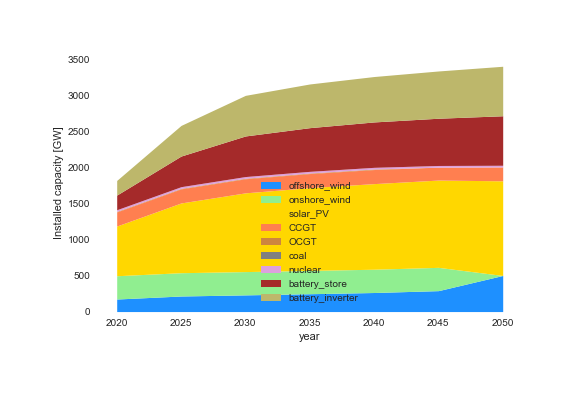 Installed capacity [GW]
3500
3000
2500
2000
1500
1000
500
0
offshore_wind
onshore_wind
solar_PV
CCGT
OCGT
coal
nuclear
battery_store
battery_inverter
2020 2025 2030 2035 2040 2045 2050
year